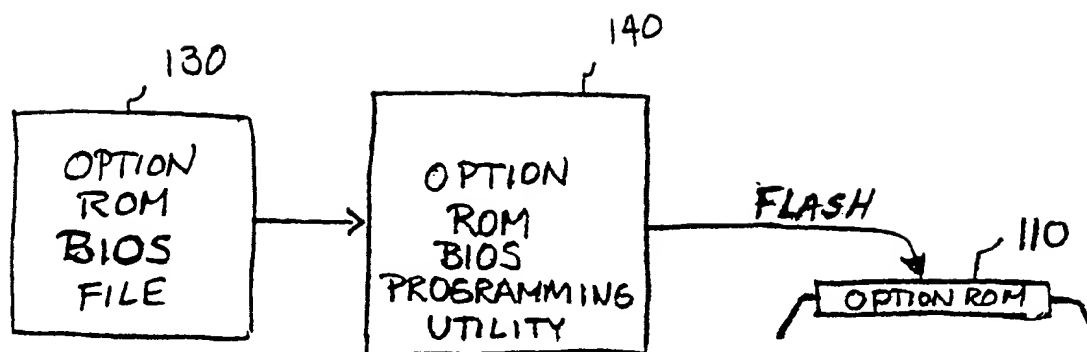 130
OPTION
ROM
BIOS
FILE
140
OPTION
ROM
BIOS
PROGRAMMING
UTILITY
FLASH
110
OPTION ROM